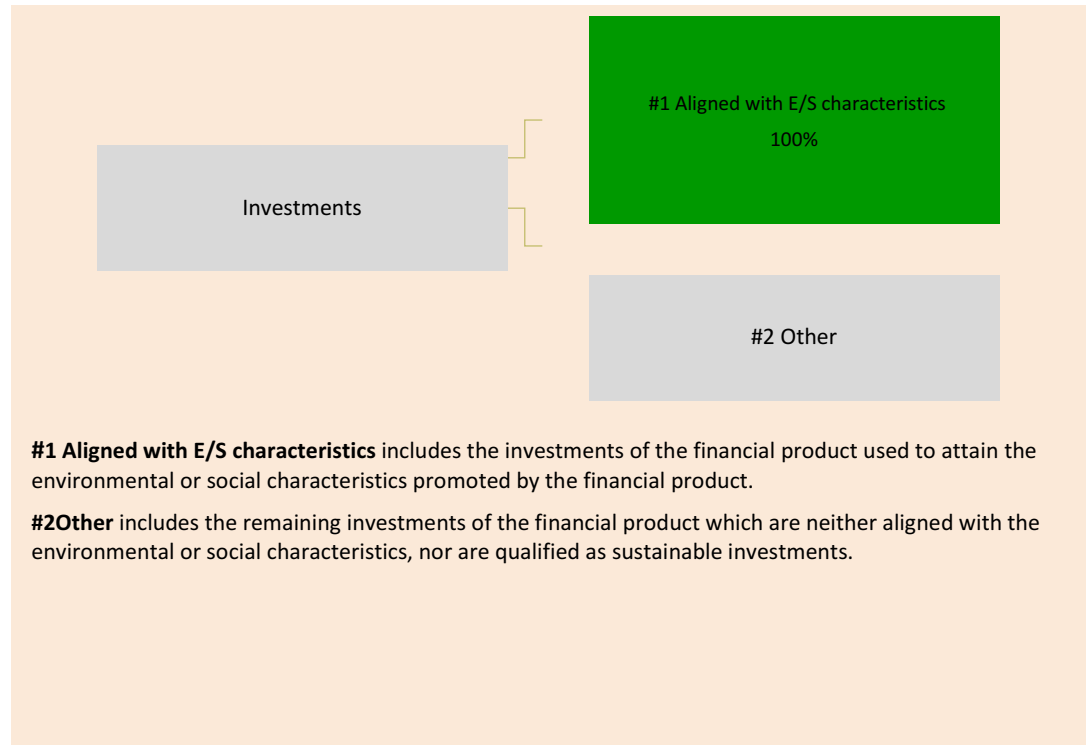 #1 Aligned with E/S characteristics
100%
Investments
#2 Other
#1 Aligned with E/S characteristics includes the investments of the financial product used to attain the
environmental or social characteristics promoted by the financial product.
#2Other includes the remaining investments of the financial product which are neither aligned with the
environmental or social characteristics, nor are qualified as sustainable investments.